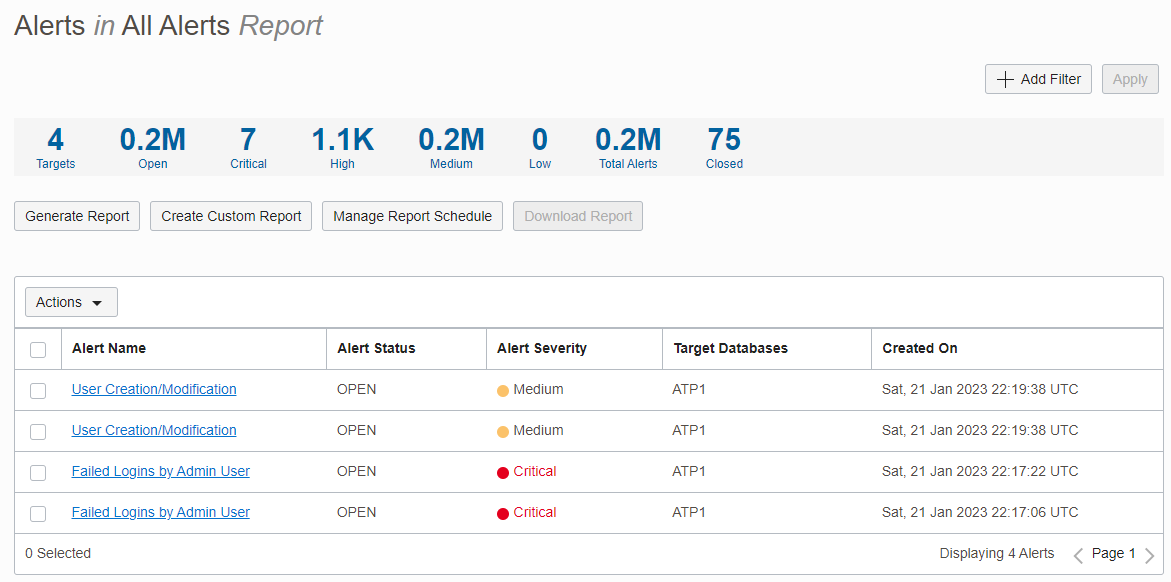 Alerts in All Alerts Report
Add Filter Apply
4 0.2M 7 1.1K 0.2M 0 0.2M 75
Targets Open Critical High Medium Low Total Alerts Closed
Generate Report Create Custom Report Manage Report Schedule Download Report
Actions
Alert Name Alert Status Alert Severity Target Databases Created On
User Creation/Modification OPEN Medium ATP1 Sat, 21 Jan 2023 22:19:38 UTC
User Creation/Modification OPEN Medium ATP1 Sat, 21 Jan 2023 22:19:38 UTC
Failed Logins by Admin User OPEN Critical ATP1 Sat, 21 Jan 2023 22:17:22 UTC
Failed Logins by Admin User OPEN Critical ATP1 Sat, 21 Jan 2023 22:17:06 UTC
0 Selected Displaying 4 Alerts Page 1